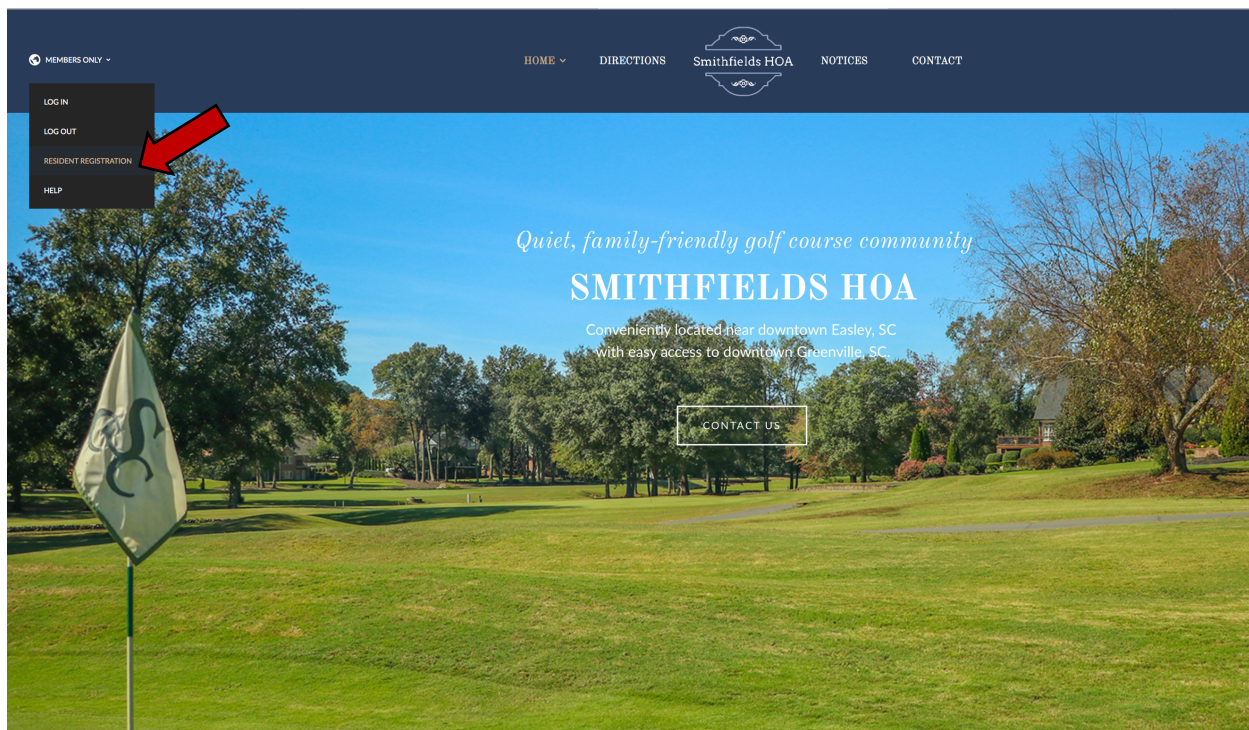 MEMBERS ONLY
HOME
DIRECTIONS
Smithfields HOA
NOTICES
CONTACT
LOG IN
LOG OUT
RESIDENT REGISTRATION
HELP
Quiet, family-friendly golf course community
SMITHFIELDS HOA
Conveniently located near downtown Easley, SC
with easy access to downtown Greenville, SC.
CONTACT US